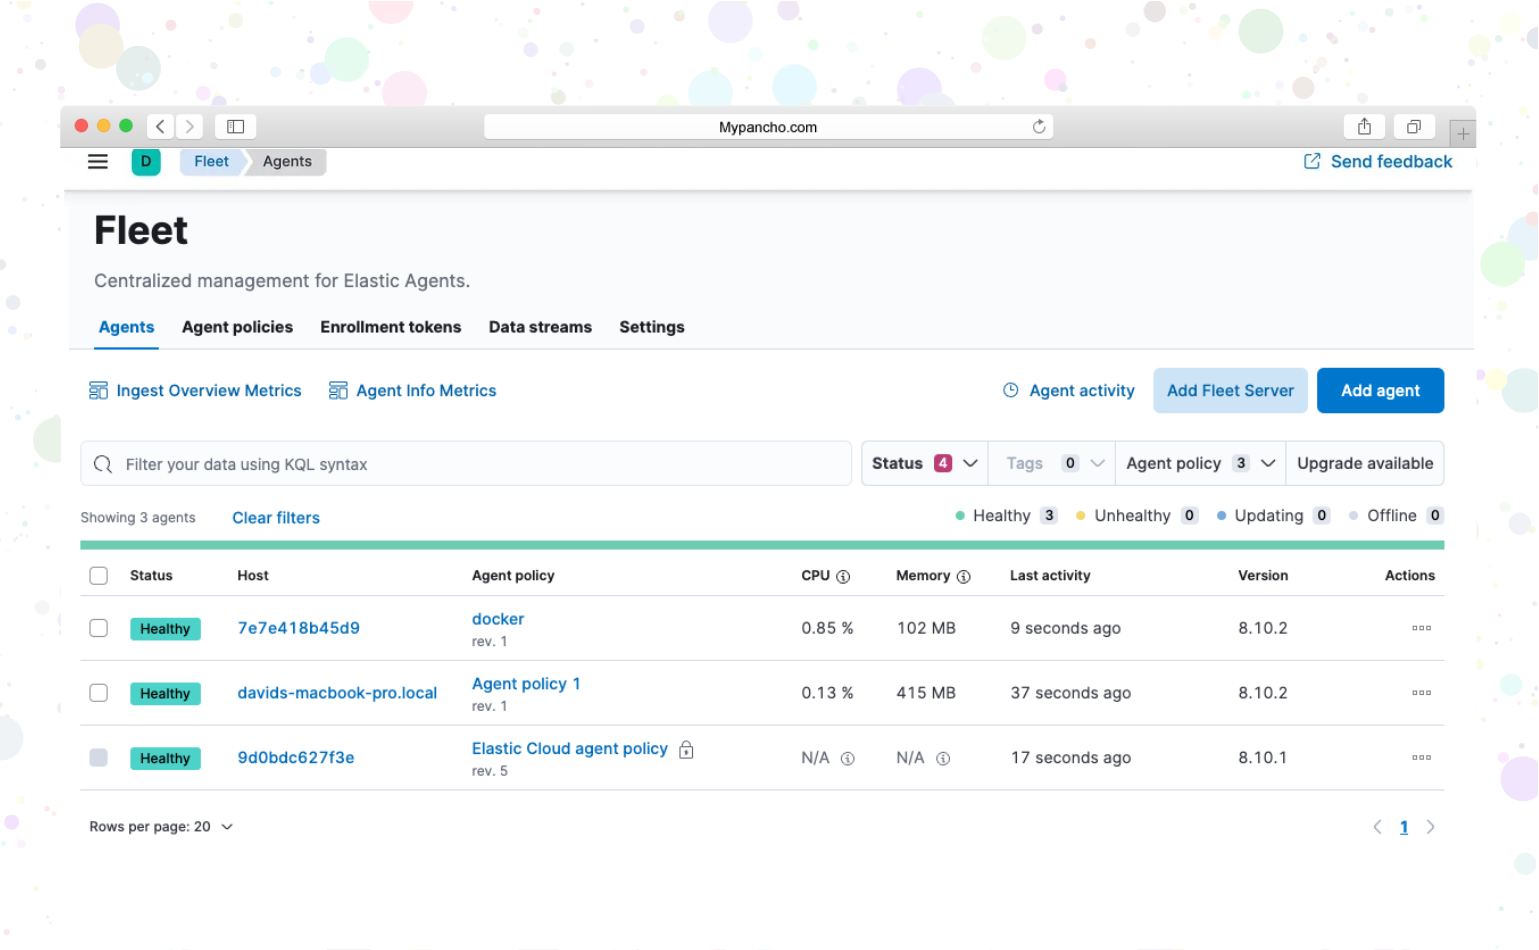 Mypancho.com
D Fleet Agents Send feedback
Fleet
Centralized management for Elastic Agents.
Agents Agent policies Enrollment tokens Data streams Settings
Ingest Overview Metrics Agent Info Metrics Agent activity Add Fleet Server Add agent
Filter your data using KQL syntax Status 4 Tags 0 Agent policy 3 Upgrade available
Showing 3 agents Clear filters Healthy 3 Unhealthy 0 Updating 0 Offline 0
Status Host Agent policy CPU Memory Last activity Version Actions
Healthy 7e7e418b45d9 docker 0.85 % 102 MB 9 seconds ago 8.10.2
rev. 1
Healthy davids-macbook-pro.local Agent policy 1 0.13 % 415 MB 37 seconds ago 8.10.2
rev. 1
Healthy 9d0bdc627f3e Elastic Cloud agent policy N/A N/A 17 seconds ago 8.10.1
rev. 5
Rows per page: 20 1